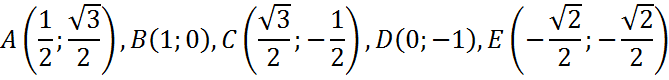 A(1/2; √3/2), B(1; 0), C(√3/2; −1/2), D(0; −1), E(−√2/2; −√2/2)